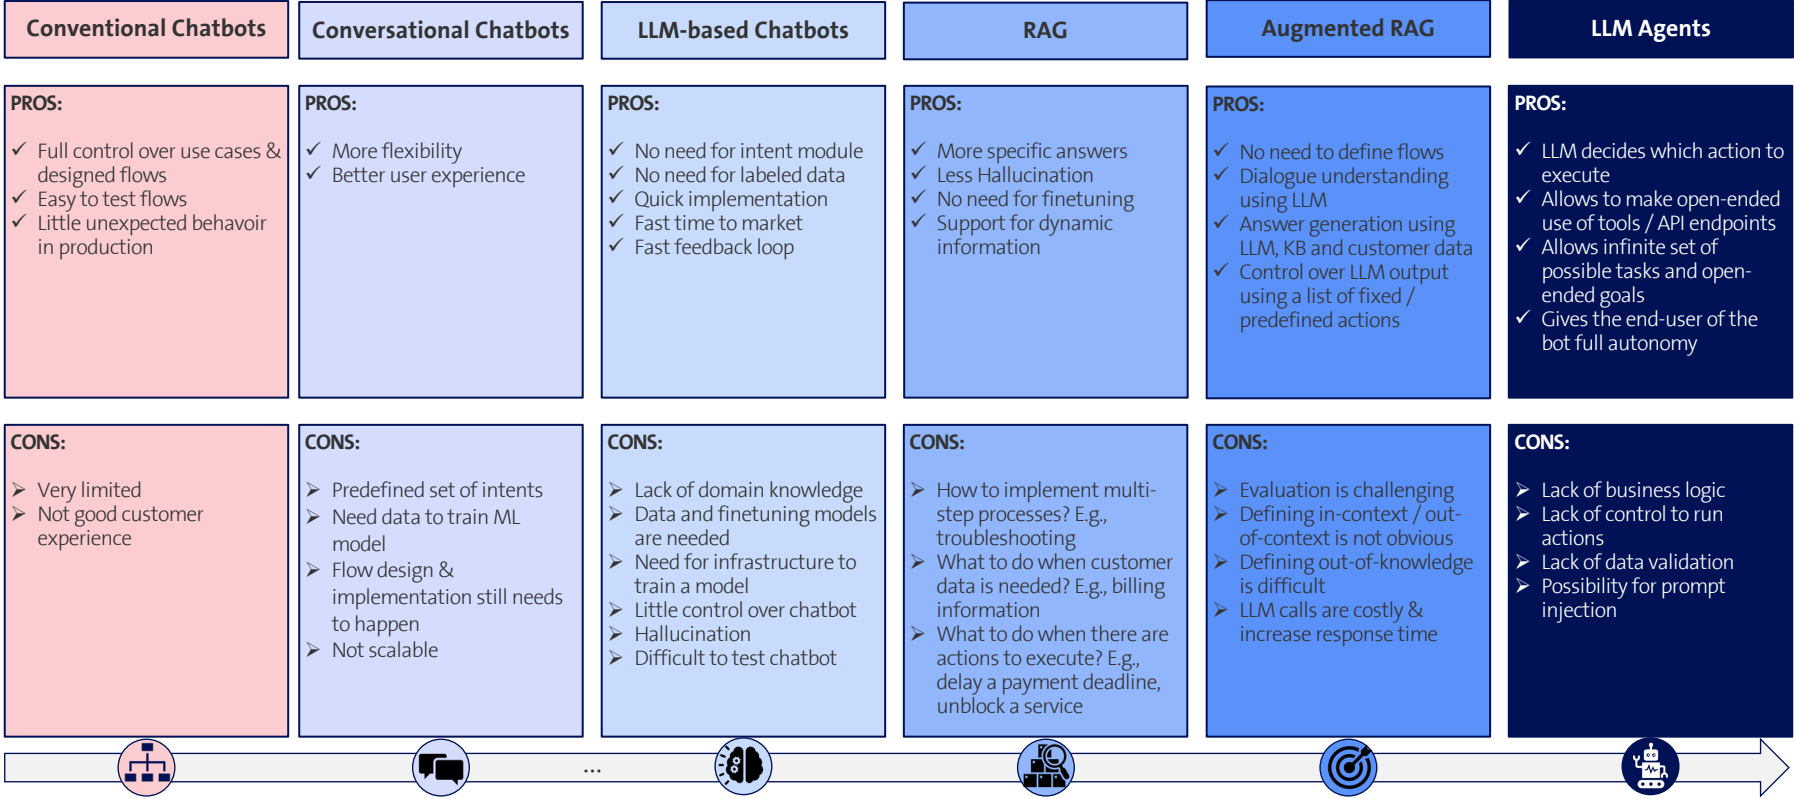 Conventional Chatbots
Conversational Chatbots
LLM-based Chatbots
RAG
Augmented RAG
LLM Agents
PROS:
Full control over use cases &
designed flows
Easy to test flows
Little unexpected behavoir
in production
PROS:
More flexibility
Better user experience
PROS:
No need for intent module
No need for labeled data
Quick implementation
Fast time to market
Fast feedback loop
PROS:
More specific answers
Less Hallucination
No need for finetuning
Support for dynamic
information
PROS:
No need to define flows
Dialogue understanding
using LLM
Answer generation using
LLM, KB and customer data
Control over LLM output
using a list of fixed /
predefined actions
PROS:
LLM decides which action to
execute
Allows to make open-ended
use of tools / API endpoints
Allows infinite set of
possible tasks and open-
ended goals
Gives the end-user of the
bot full autonomy
CONS:
Very limited
Not good customer
experience
CONS:
Predefined set of intents
Need data to train ML
model
Flow design &
implementation still needs
to happen
Not scalable
CONS:
Lack of domain knowledge
Data and finetuning models
are needed
Need for infrastructure to
train a model
Little control over chatbot
Hallucination
Difficult to test chatbot
CONS:
How to implement multi-
step processes? E.g.,
troubleshooting
What to do when customer
data is needed? E.g., billing
information
What to do when there are
actions to execute? E.g.,
delay a payment deadline,
unblock a service
CONS:
Evaluation is challenging
Defining in-context / out-
of-context is not obvious
Defining out-of-knowledge
is difficult
LLM calls are costly &
increase response time
CONS:
Lack of business logic
Lack of control to run
actions
Lack of data validation
Possibility for prompt
injection
...